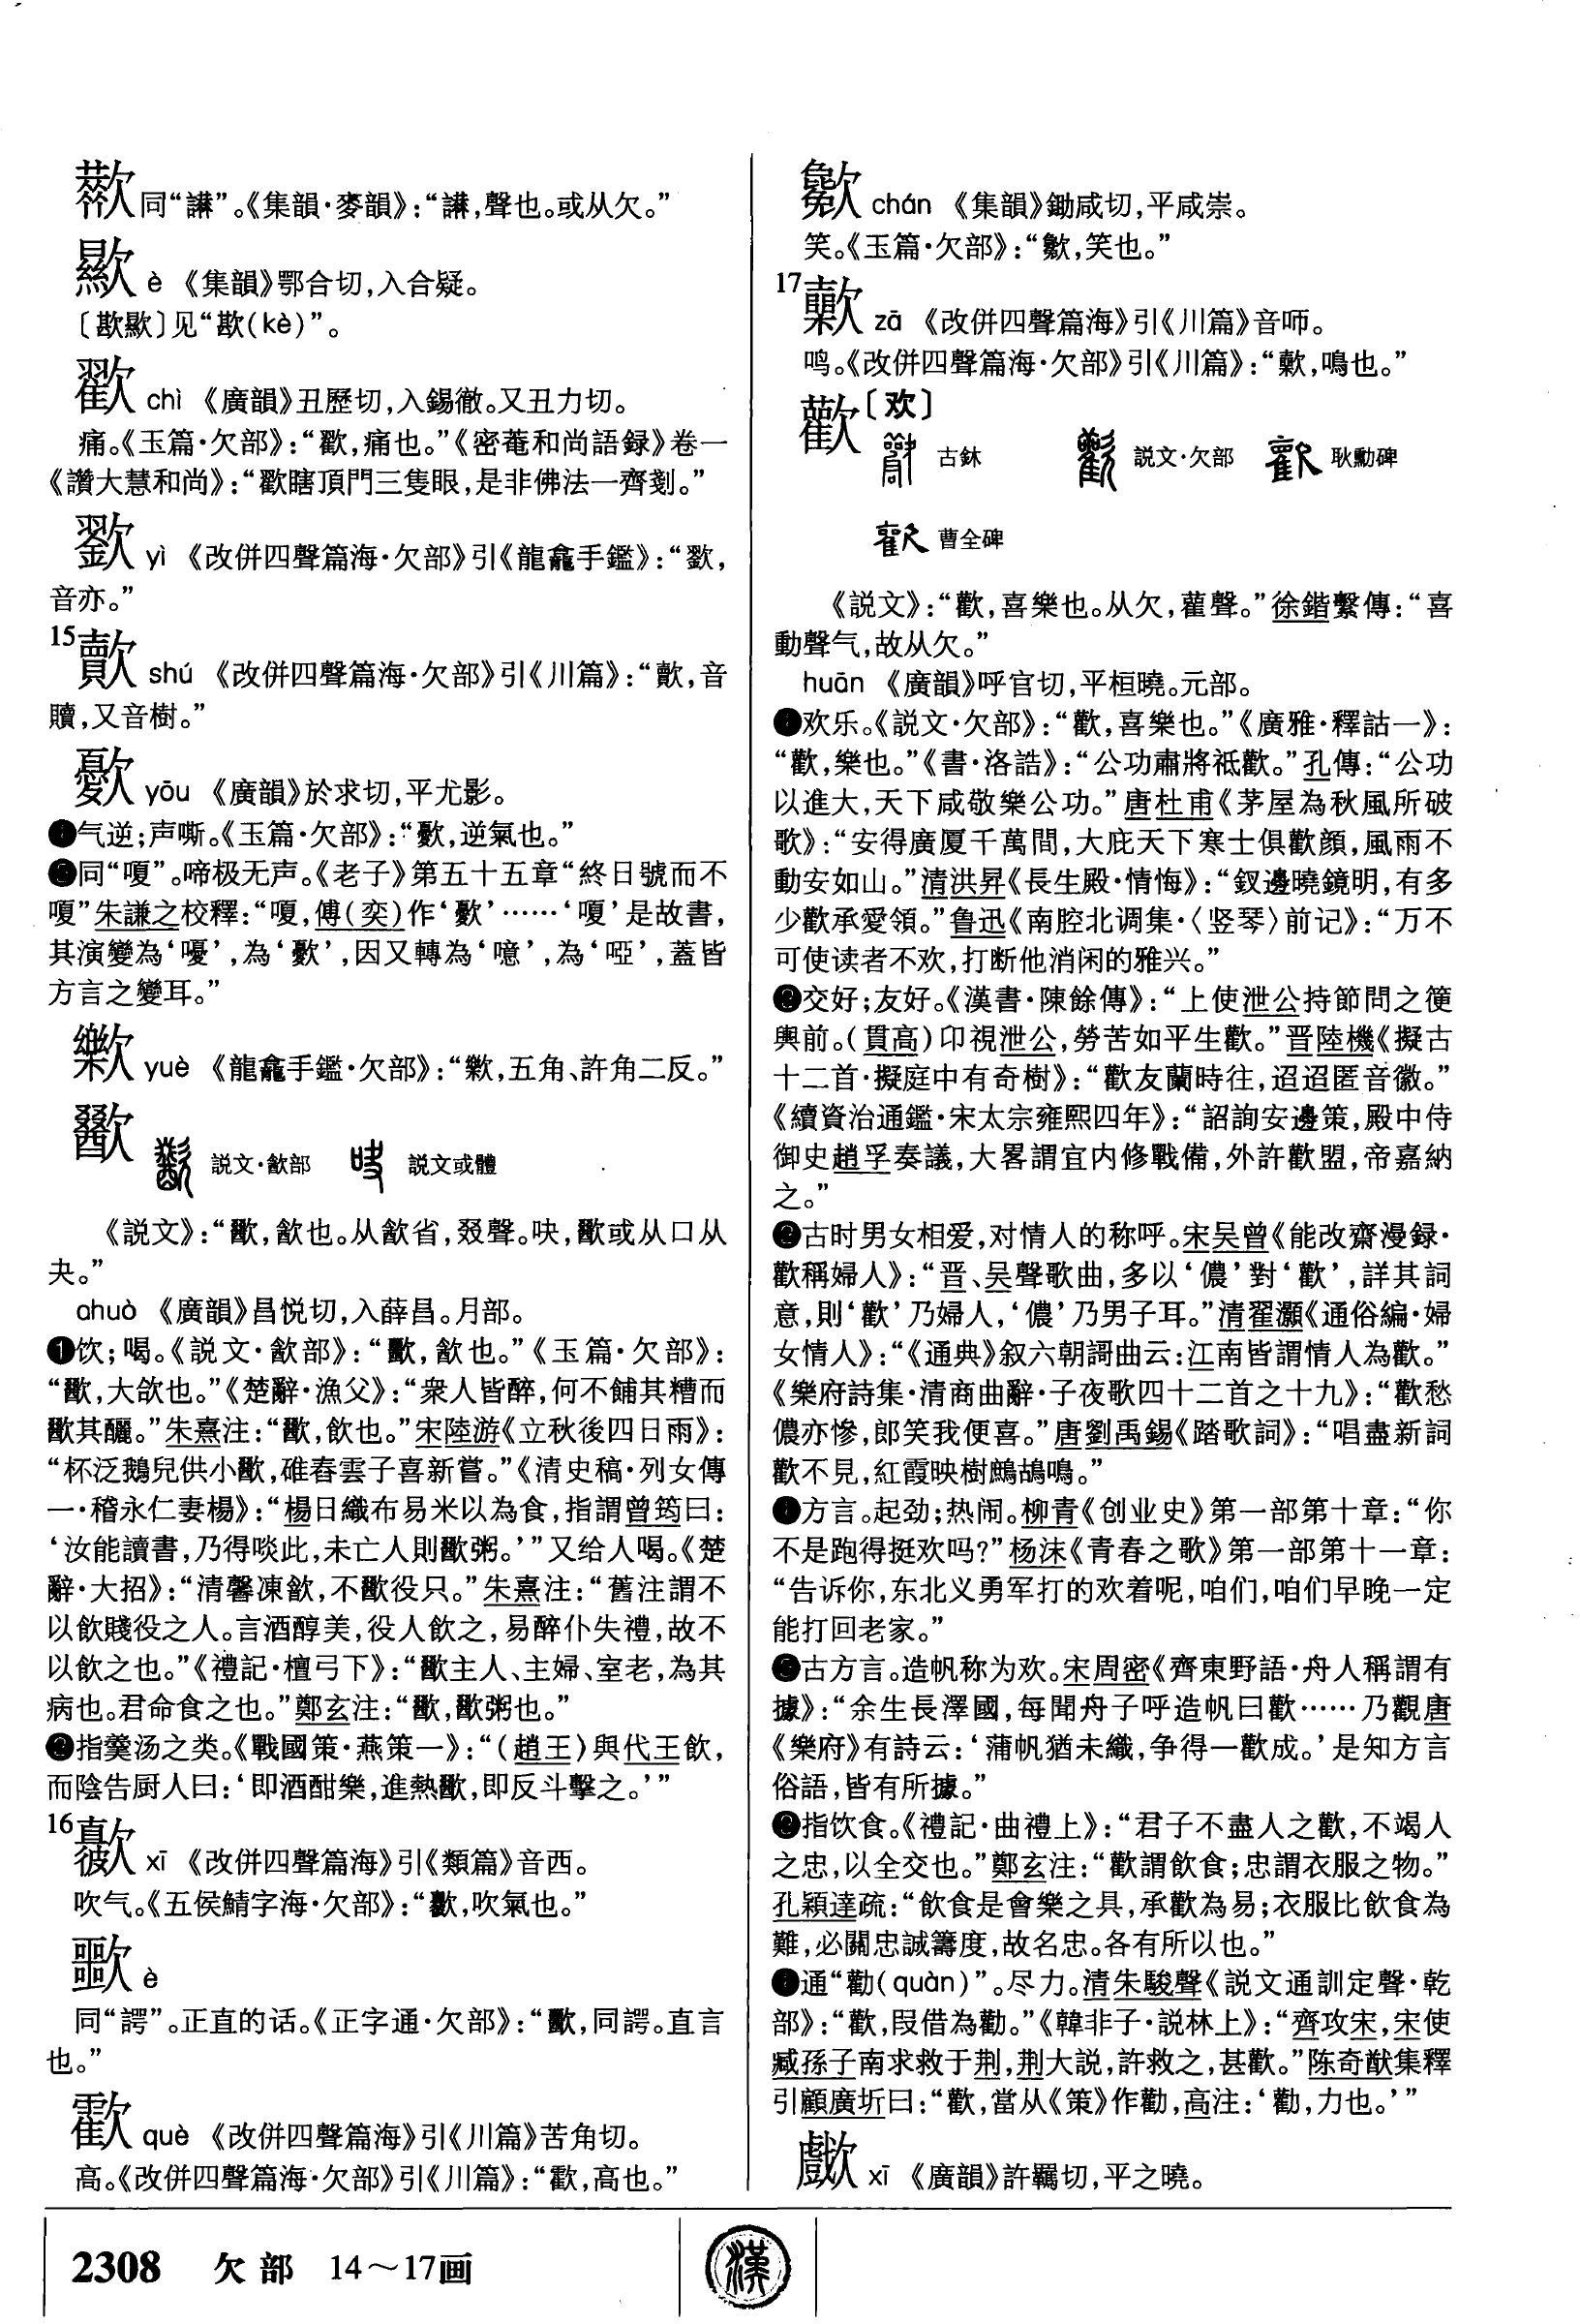 同“謸”。《集韻·麥韻》：“謸，聲也。或从欠。”
è 《集韻》鄂合切，入合疑。
〔歁㬎〕见“歁(kè)”。
歡 chì 《廣韻》丑歷切，入錫徹。又丑力切。
痛。《玉篇·欠部》：“，痛也。”《密菴和尚語録》卷一
《讚大慧和尚》：“瞎頂門三隻眼，是非佛法一齊剗。”
yì 《改併四聲篇海·欠部》引《龍龕手鑑》：“，
音亦。”
15
shú 《改併四聲篇海·欠部》引《川篇》：“，音
贖，又音樹。”
yōu 《廣韻》於求切，平尤影。
❶气逆；声嘶。《玉篇·欠部》：“，逆氣也。”
❷同“嗄”。啼极无声。《老子》第五十五章“終日號而不
嗄”朱謙之校釋：“嗄，傅(奕)作‘’……‘嗄’是故書，
其演變為‘嚘’，為‘’，因又轉為‘噫’，為‘啞’，蓋皆
方言之變耳。”
yuè 《龍龕手鑑·欠部》：“，五角、許角二反。”
歠 説文·㱃部 説文或體
《説文》：“歠，㱃也。从㱃省，叕聲。吷，歠或从口从
夬。”
ahuò 《廣韻》昌悦切，入薛昌。月部。
❶饮；喝。《説文·㱃部》：“歠，㱃也。”《玉篇·欠部》：
“歠，大㱃也。”《楚辭·漁父》：“衆人皆醉，何不餔其糟而
歠其釃。”朱熹注：“歠，飲也。”宋陸游《立秋後四日雨》：
“杯泛鵝兒供小歠，碓舂雲子喜新嘗。”《清史稿·列女傳
一·稽永仁妻楊》：“楊日織布易米以為食，指謂曾筠曰：
‘汝能讀書，乃得啖此，未亡人則歠粥。’”又给人喝。《楚
辭·大招》：“清馨凍㱃，不歠役只。”朱熹注：“舊注謂不
以飲賤役之人。言酒醇美，役人飲之，易醉仆失禮，故不
以飲之也。”《禮記·檀弓下》：“歠主人、主婦、室老，為其
病也。君命食之也。”鄭玄注：“歠，歠粥也。”
❷指羹汤之类。《戰國策·燕策一》：“(趙王)與代王飲，
而陰告厨人曰：‘即酒酣樂，進熱歠，即反斗擊之。’”
16
xī 《改併四聲篇海》引《類篇》音西。
吹气。《五侯鯖字海·欠部》：“，吹氣也。”
è
同“諤”。正直的话。《正字通·欠部》：“，同諤。直言
也。”
què 《改併四聲篇海》引《川篇》苦角切。
高。《改併四聲篇海·欠部》引《川篇》：“，高也。”
chán 《集韻》鋤咸切，平咸崇。
笑。《玉篇·欠部》：“，笑也。”
17
zā 《改併四聲篇海》引《川篇》音咂。
鸣。《改併四聲篇海·欠部》引《川篇》：“，鳴也。”
歡〔欢〕
古鉢 説文·欠部 耿勳碑
曹全碑
《説文》：“歡，喜樂也。从欠，雚聲。”徐鍇繫傳：“喜
動聲气，故从欠。”
huān 《廣韻》呼官切，平桓曉。元部。
❶欢乐。《説文·欠部》：“歡，喜樂也。”《廣雅·釋詁一》：
“歡，樂也。”《書·洛誥》：“公功肅將祇歡。”孔傳：“公功
以進大，天下咸敬樂公功。”唐杜甫《茅屋為秋風所破
歌》：“安得廣厦千萬間，大庇天下寒士俱歡顔，風雨不
動安如山。”清洪昇《長生殿·情悔》：“釵邊曉鏡明，有多
少歡承愛領。”鲁迅《南腔北调集·〈竖琴〉前记》：“万不
可使读者不欢，打断他消闲的雅兴。”
❷交好；友好。《漢書·陳餘傳》：“上使泄公持節問之箯
輿前。(貫高)卬視泄公，勞苦如平生歡。”晋陸機《擬古
十二首·擬庭中有奇樹》：“歡友蘭時往，迢迢匿音徽。”
《續資治通鑑·宋太宗雍熙四年》：“詔詢安邊策，殿中侍
御史趙孚奏議，大畧謂宜内修戰備，外許歡盟，帝嘉納
之。”
❸古时男女相爱，对情人的称呼。宋吴曾《能改齋漫録·
歡稱婦人》：“晋、吴聲歌曲，多以‘儂’對‘歡’，詳其詞
意，則‘歡’乃婦人，‘儂’乃男子耳。”清翟灝《通俗編·婦
女情人》：“《通典》叙六朝謌曲云：江南皆謂情人為歡。”
《樂府詩集·清商曲辭·子夜歌四十二首之十九》：“歡愁
儂亦慘，郎笑我便喜。”唐劉禹錫《踏歌詞》：“唱盡新詞
歡不見，紅霞映樹鷓鴣鳴。”
❹方言。起劲；热闹。柳青《创业史》第一部第十章：“你
不是跑得挺欢吗？”杨沫《青春之歌》第一部第十一章：
“告诉你，东北义勇军打的欢着呢，咱们，咱们早晚一定
能打回老家。”
❺古方言。造帆称为欢。宋周密《齊東野語·舟人稱謂有
據》：“余生長澤國，每聞舟子呼造帆曰歡……乃觀唐
《樂府》有詩云：‘蒲帆猶未織，争得一歡成。’是知方言
俗語，皆有所據。”
❻指饮食。《禮記·曲禮上》：“君子不盡人之歡，不竭人
之忠，以全交也。”鄭玄注：“歡謂飲食；忠謂衣服之物。”
孔穎達疏：“飲食是會樂之具，承歡為易；衣服比飲食為
難，必關忠誠籌度，故名忠。各有所以也。”
❼通“勸(quàn)”。尽力。清朱駿聲《説文通訓定聲·乾
部》：“歡，叚借為勸。”《韓非子·説林上》：“齊攻宋，宋使
臧孫子南求救于荆，荆大説，許救之，甚歡。”陈奇猷集釋
引顧廣圻曰：“歡，當从《策》作勸，高注：‘勸，力也。’”
xī 《廣韻》許羈切，平之曉。
2308 欠部 14～17画
漢